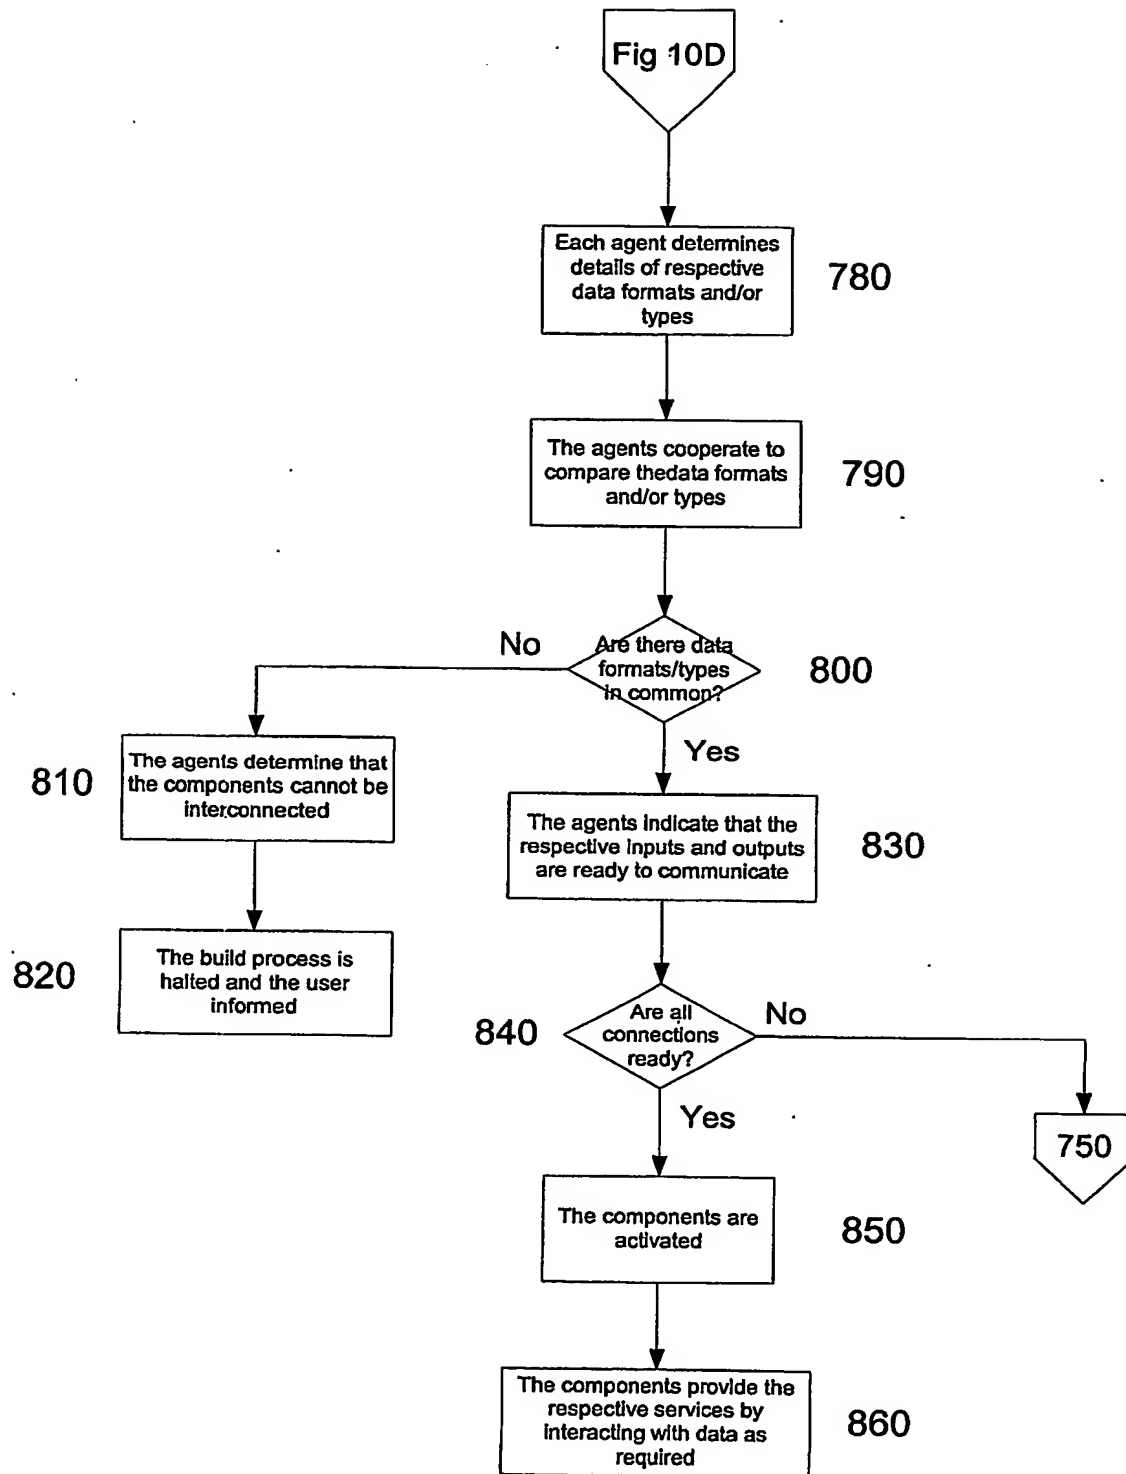 Fig 10D
Each agent determines
details of respective
data formats and/or
types
780
The agents cooperate to
compare thedata formats
and/or types
790
No
Are there data
formats/types
in common?
800
Yes
810
The agents determine that
the components cannot be
interconnected
The agents indicate that the
respective inputs and outputs
are ready to communicate
830
820
The build process is
halted and the user
informed
840
Are all
connections
ready?
No
Yes
750
The components are
activated
850
The components provide the
respective services by
interacting with data as
required
860